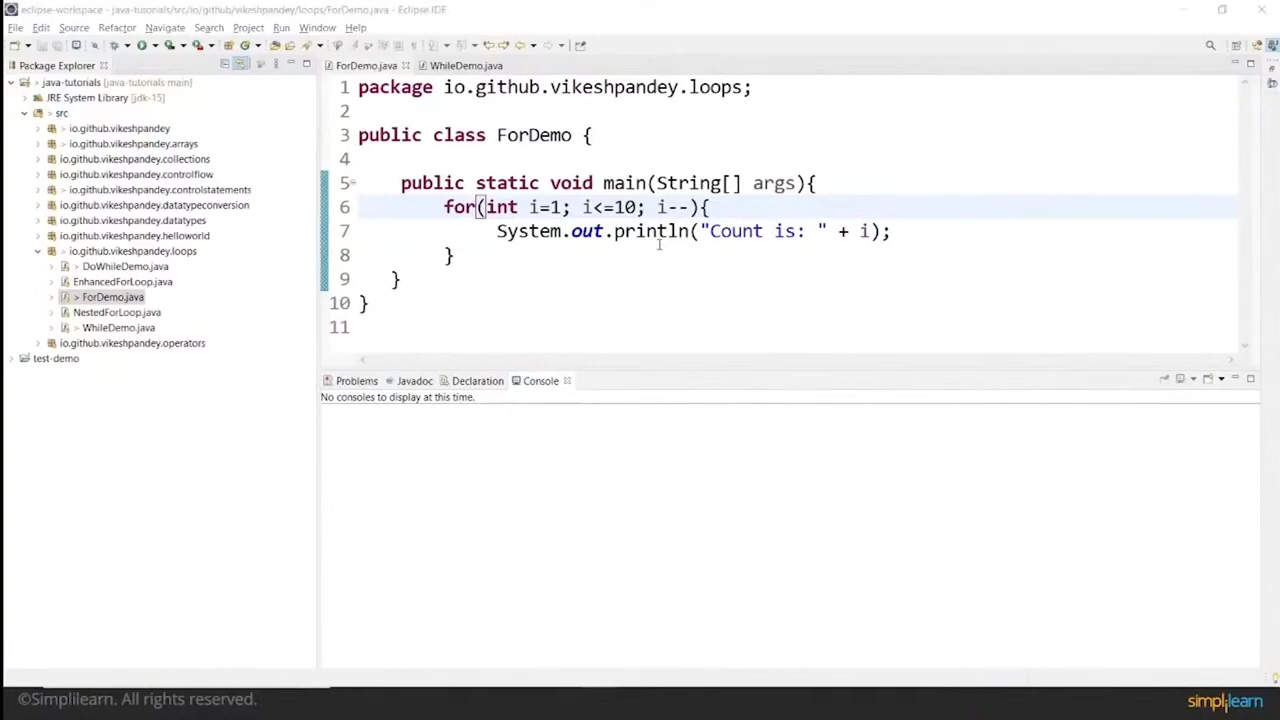 eclipse-workspace - java-tutorials/src/io/github/vikeshpandey/loops/ForDemo.java - Eclipse IDE
File Edit Source Refactor Navigate Search Project Run Window Help
Package Explorer
ForDemo.java
WhileDemo.java
> java-tutorials [java-tutorials main]
JRE System Library [jdk-15]
> src
> io.github.vikeshpandey
> io.github.vikeshpandey.arrays
io.github.vikeshpandey.collections
io.github.vikeshpandey.controlflow
> io.github.vikeshpandey.controlstatements
io.github.vikeshpandey.datatypeconversion
io.github.vikeshpandey.datatypes
io.github.vikeshpandey.helloworld
> io.github.vikeshpandey.loops
> DoWhileDemo.java
EnhancedForLoop.java
> ForDemo.java
NestedForLoop.java
> WhileDemo.java
io.github.vikeshpandey.operators
test-demo
1 package io.github.vikeshpandey.loops;
2
3 public class ForDemo {
4
5 public static void main(String[] args){
6 for(int i=1; i<=10; i--){
7 System.out.println("Count is: " + i);
8 }
9 }
10 }
11
Problems Javadoc Declaration Console
No consoles to display at this time.
©Simplilearn. All rights reserved.
simplilearn